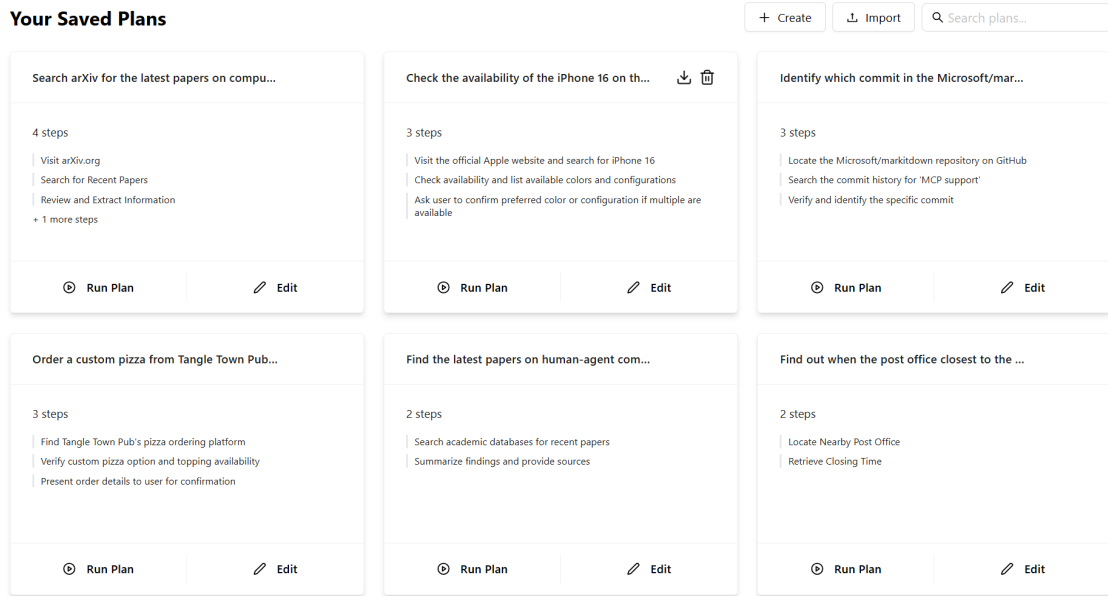 Your Saved Plans
Create
Import
Search plans...
Search arXiv for the latest papers on compu...
4 steps
Visit arXiv.org
Search for Recent Papers
Review and Extract Information
+ 1 more steps
Run Plan
Edit
Check the availability of the iPhone 16 on th...
3 steps
Visit the official Apple website and search for iPhone 16
Check availability and list available colors and configurations
Ask user to confirm preferred color or configuration if multiple are
available
Run Plan
Edit
Identify which commit in the Microsoft/mar...
3 steps
Locate the Microsoft/markitdown repository on GitHub
Search the commit history for 'MCP support'
Verify and identify the specific commit
Run Plan
Edit
Order a custom pizza from Tangle Town Pub...
3 steps
Find Tangle Town Pub's pizza ordering platform
Verify custom pizza option and topping availability
Present order details to user for confirmation
Run Plan
Edit
Find the latest papers on human-agent com...
2 steps
Search academic databases for recent papers
Summarize findings and provide sources
Run Plan
Edit
Find out when the post office closest to the ...
2 steps
Locate Nearby Post Office
Retrieve Closing Time
Run Plan
Edit